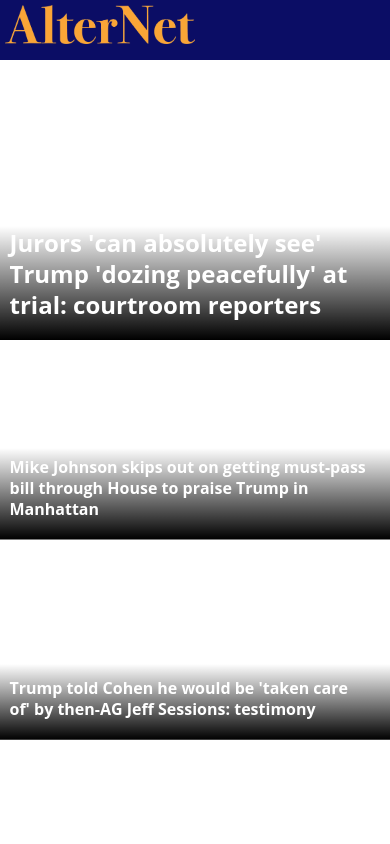 AlterNet
Jurors 'can absolutely see'
Trump 'dozing peacefully' at
trial: courtroom reporters
Mike Johnson skips out on getting must-pass
bill through House to praise Trump in
Manhattan
Trump told Cohen he would be 'taken care
of' by then-AG Jeff Sessions: testimony